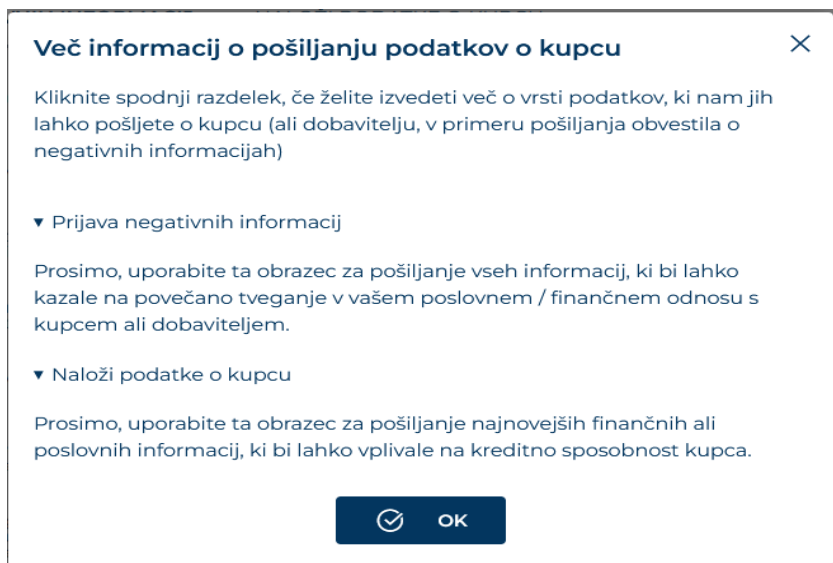 Več informacij o pošiljanju podatkov o kupcu
Kliknite spodnji razdelek, če želite izvedeti več o vrsti podatkov, ki nam jih
lahko pošljete o kupcu (ali dobavitelju, v primeru pošiljanja obvestila o
negativnih informacijah)
▾ Prijava negativnih informacij
Prosimo, uporabite ta obrazec za pošiljanje vseh informacij, ki bi lahko
kazale na povečano tveganje v vašem poslovnem / finančnem odnosu s
kupcem ali dobaviteljem.
▾ Naloži podatke o kupcu
Prosimo, uporabite ta obrazec za pošiljanje najnovejših finančnih ali
poslovnih informacij, ki bi lahko vplivale na kreditno sposobnost kupca.
OK